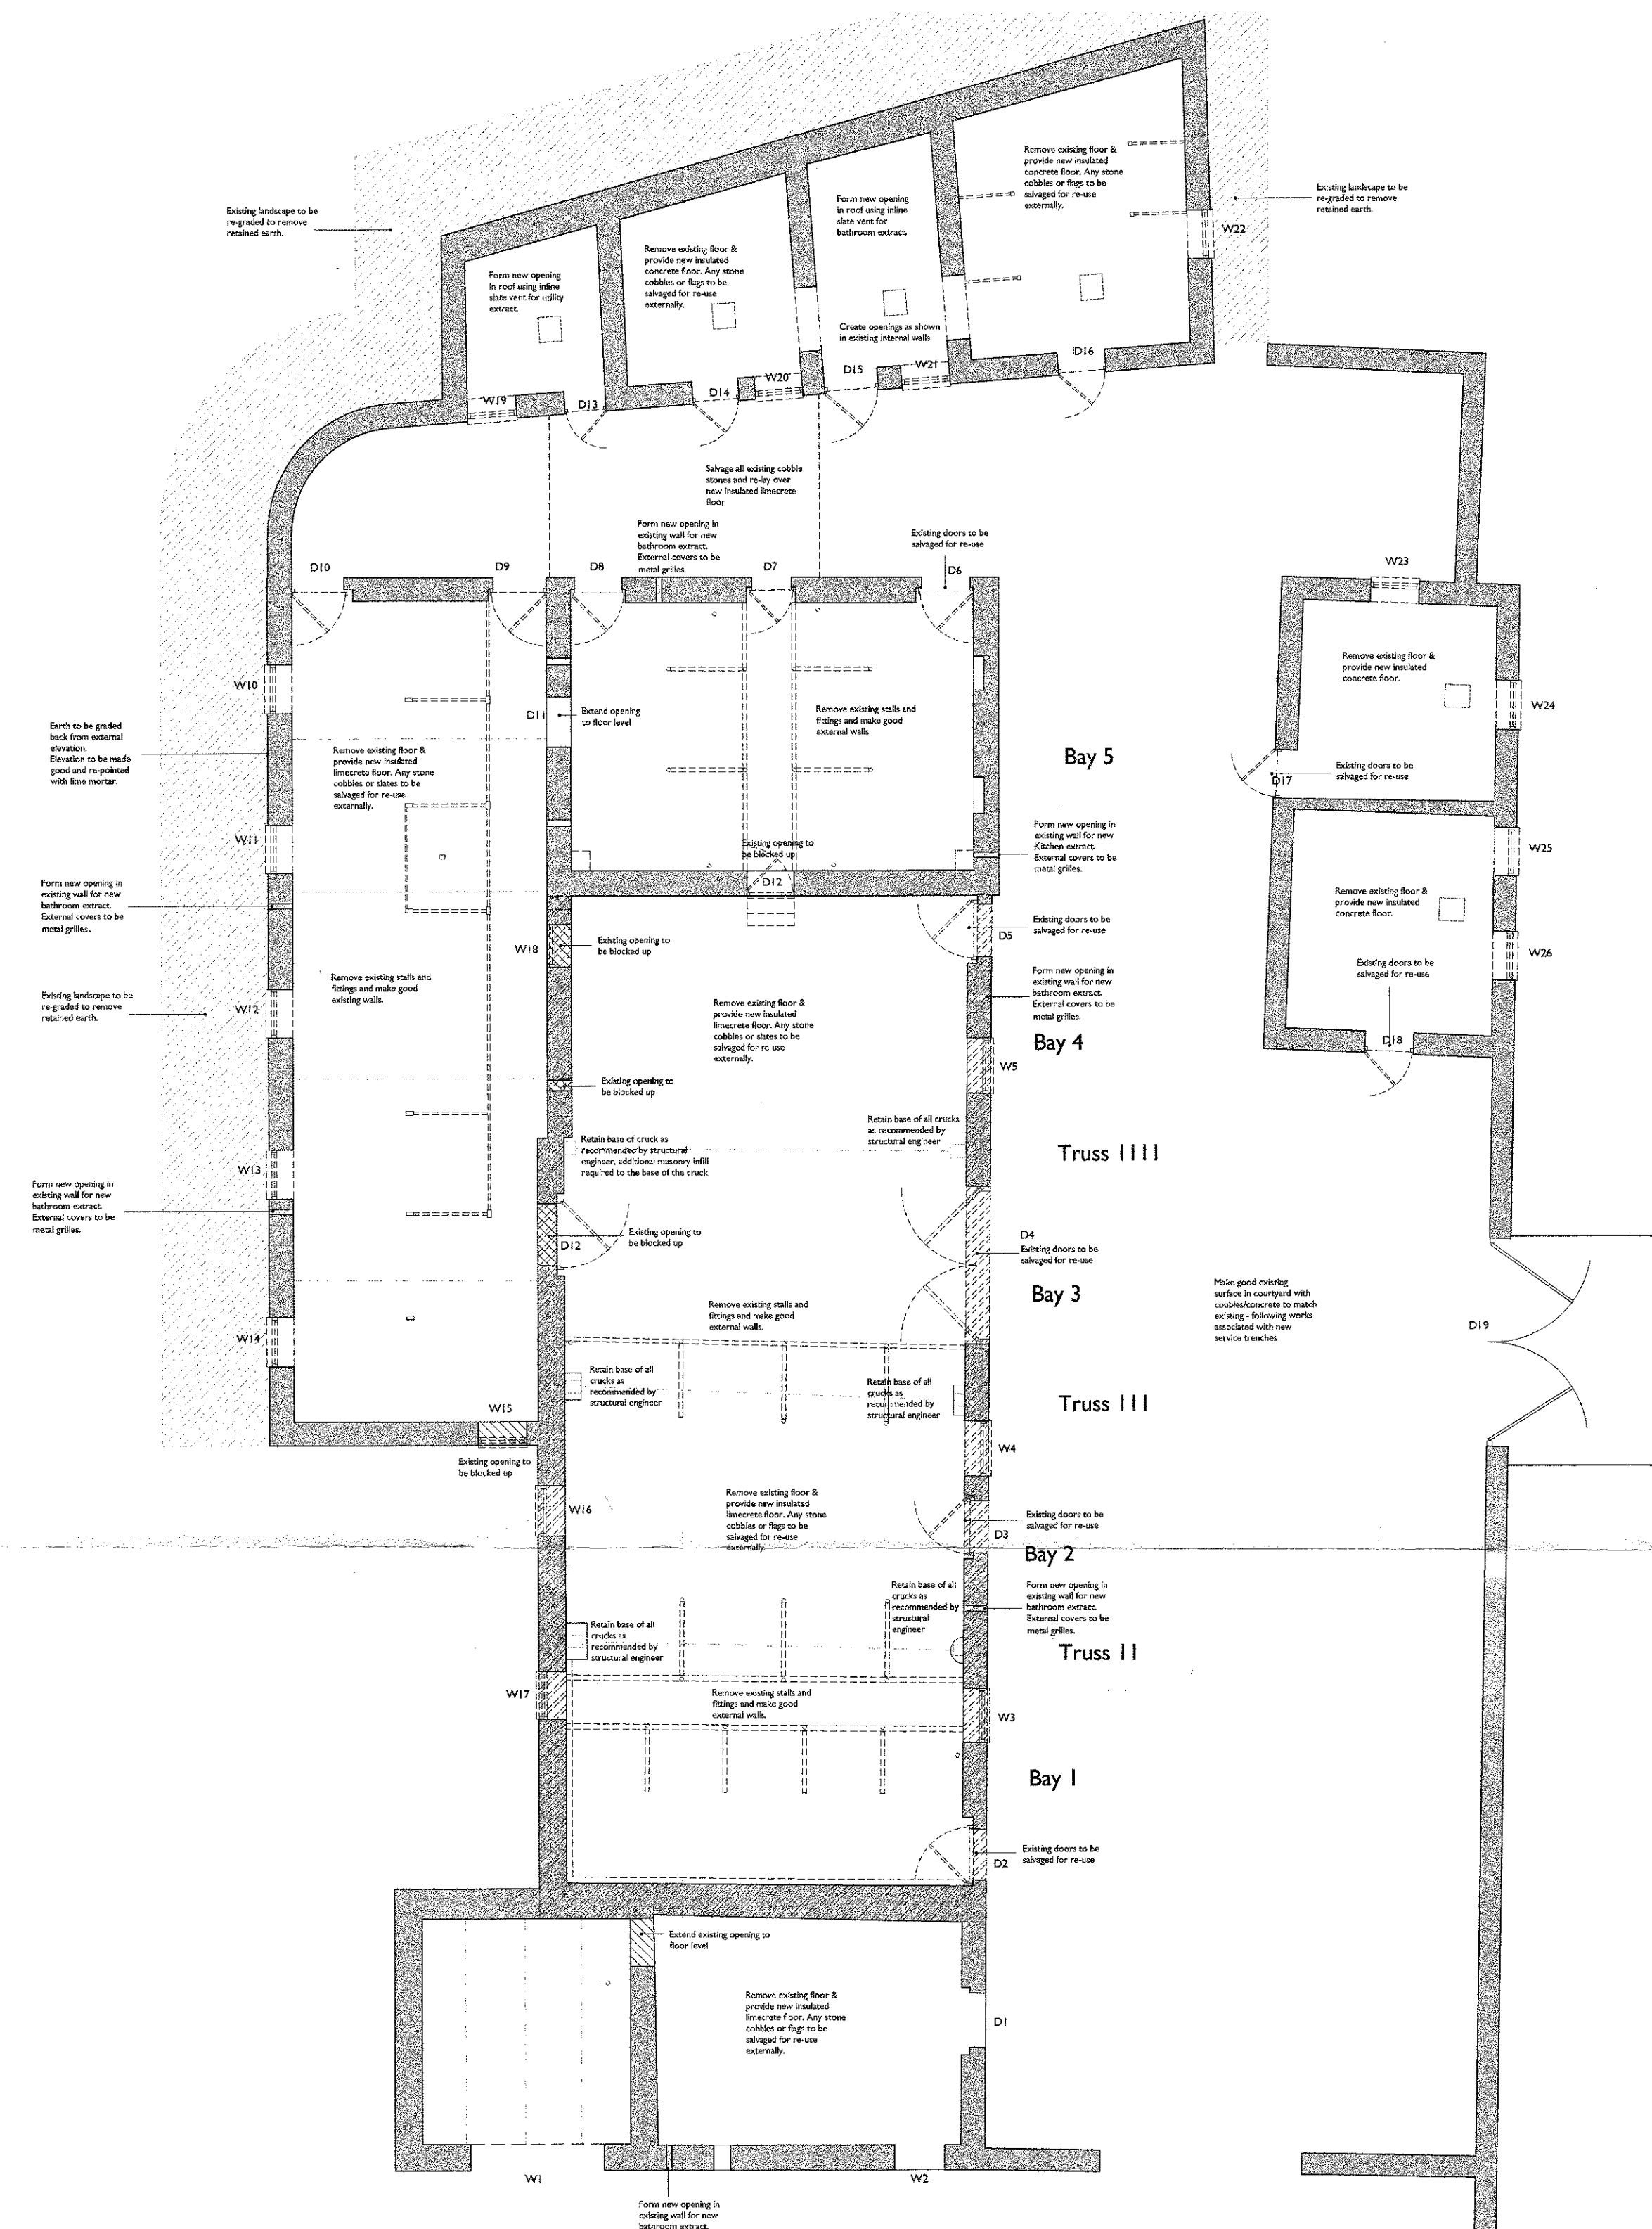 Remove existing floor &
provide new insulated
concrete floor. Any stone
cobbles or flags to be
salvaged for re-use
externally.
Existing landscape to be
re-graded to remove
retained earth.
Form new opening
in roof using inline
slate vent for
bathroom extract.
Existing landscape to be
re-graded to remove
retained earth.
W22
Remove existing floor &
provide new insulated
concrete floor. Any stone
cobbles or flags to be
salvaged for re-use
externally.
Form new opening
in roof using inline
slate vent for utility
extract.
Create openings as shown
in existing internal walls
D16
D15
W21
W20
D14
W19
D13
Salvage all existing cobble
stones and re-lay over
new insulated limecrete
floor
Form new opening in
existing wall for new
bathroom extract.
External covers to be
metal grilles.
Existing doors to be
salvaged for re-use
D10
D9
D8
D7
D6
W23
Remove existing floor &
provide new insulated
concrete floor.
W10
D11
Extend opening
to floor level
Remove existing stalls and
fittings and make good
external walls
W24
Earth to be graded
back from external
elevation.
Elevation to be made
good and re-pointed
with lime mortar.
Remove existing floor &
provide new insulated
limecrete floor. Any stone
cobbles or slates to be
salvaged for re-use
externally.
Bay 5
Existing doors to be
salvaged for re-use
D17
W11
Existing opening to
be blocked up
Form new opening in
existing wall for new
Kitchen extract.
External covers to be
metal grilles.
W25
D12
Form new opening in
existing wall for new
bathroom extract.
External covers to be
metal grilles.
Remove existing floor &
provide new insulated
concrete floor.
Existing doors to be
salvaged for re-use
D5
W18
Existing opening to
be blocked up
W26
Existing doors to be
salvaged for re-use
Remove existing stalls and
fittings and make good
existing walls.
Form new opening in
existing wall for new
bathroom extract.
External covers to be
metal grilles.
Existing landscape to be
re-graded to remove
retained earth.
W12
Remove existing floor &
provide new insulated
limecrete floor. Any stone
cobbles or slates to be
salvaged for re-use
externally.
Bay 4
D18
W5
Existing opening to
be blocked up
Retain base of all crucks
as recommended by
structural engineer
Retain base of cruck as
recommended by structural
engineer, additional masonry infill
required to the base of the cruck
Truss 1111
W13
Form new opening in
existing wall for new
bathroom extract.
External covers to be
metal grilles.
D12
Existing opening to
be blocked up
D4
Existing doors to be
salvaged for re-use
Bay 3
Make good existing
surface in courtyard with
cobbles/concrete to match
existing - following works
associated with new
service trenches
D19
Remove existing stalls and
fittings and make good
external walls.
W14
Retain base of all
crucks as
recommended by
structural engineer
Retain base of all
crucks as
recommended by
structural engineer
Truss 111
W15
W4
Existing opening to
be blocked up
W16
Remove existing floor &
provide new insulated
limecrete floor. Any stone
cobbles or flags to be
salvaged for re-use
externally.
Existing doors to be
salvaged for re-use
D3
Bay 2
Retain base of all
crucks as
recommended by
structural
engineer
Form new opening in
existing wall for new
bathroom extract.
External covers to be
metal grilles.
Retain base of all
crucks as
recommended by
structural engineer
Truss 11
W17
Remove existing stalls and
fittings and make good
external walls.
W3
Bay 1
Existing doors to be
salvaged for re-use
D2
Extend existing opening to
floor level
Remove existing floor &
provide new insulated
limecrete floor. Any stone
cobbles or flags to be
salvaged for re-use
externally.
D1
W1
W2
Form new opening in
existing wall for new
bathroom extract.